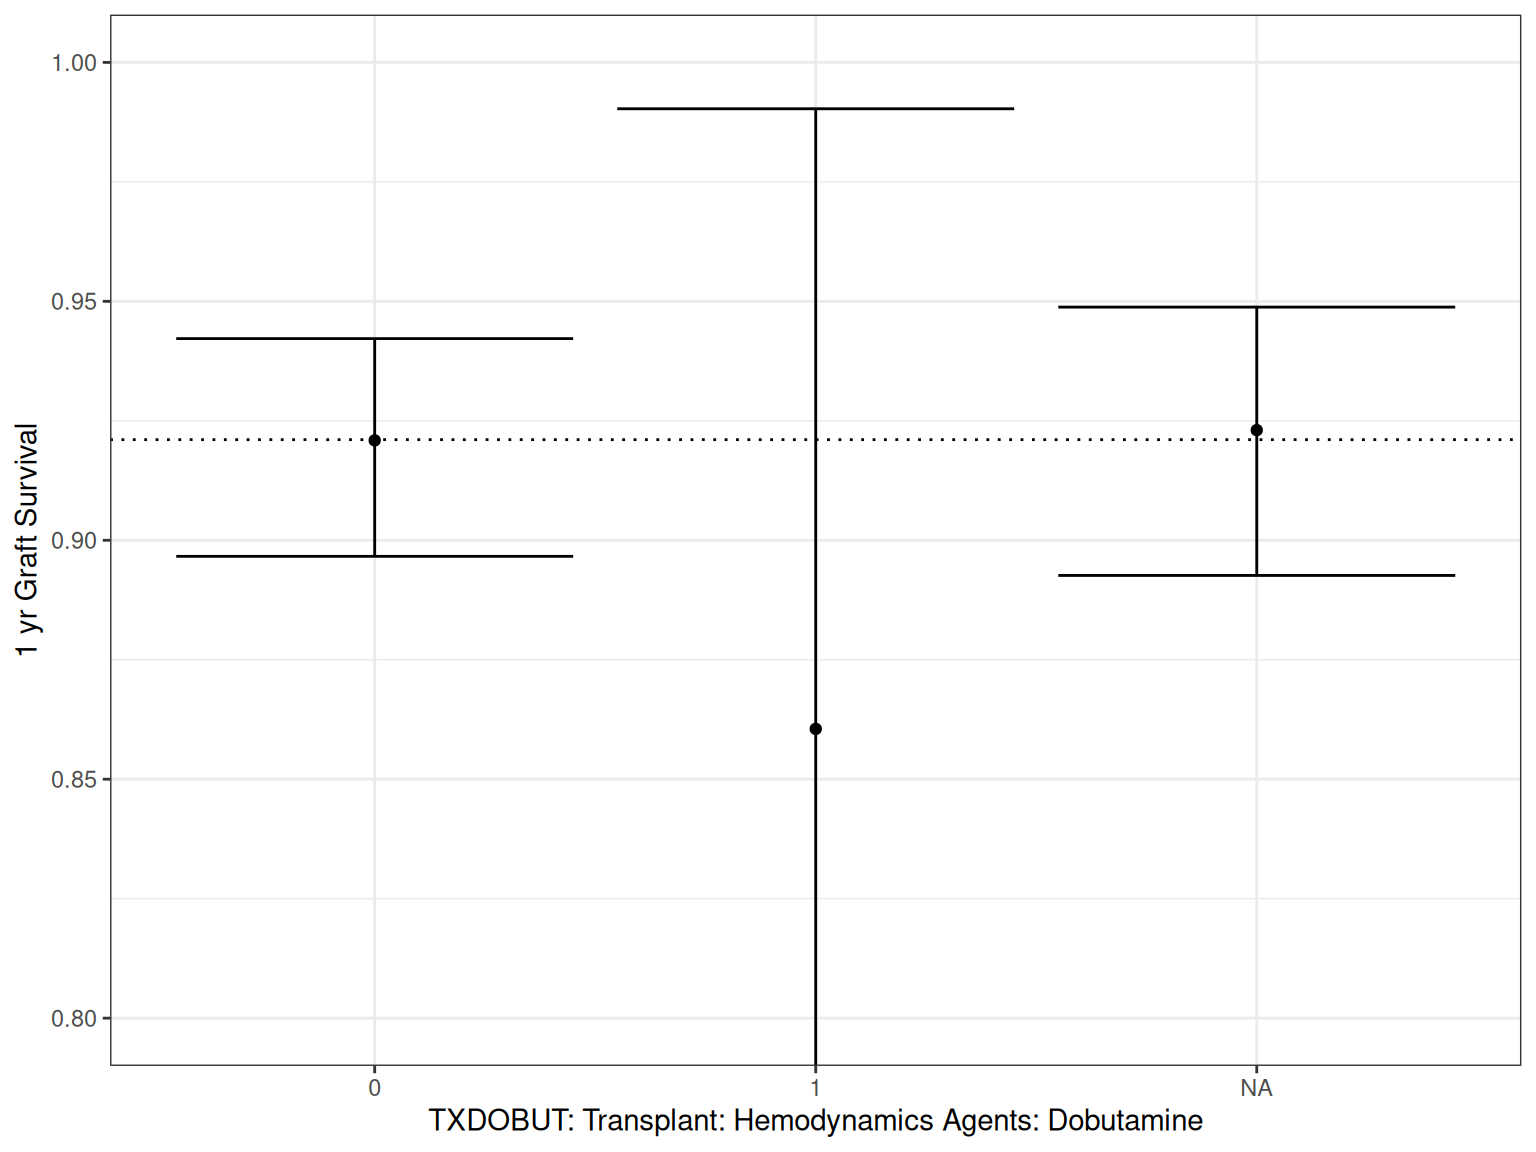 1 yr Graft Survival
1.00
0.95
0.90
0.85
0.80
0 1 NA
TXDOBUT: Transplant: Hemodynamics Agents: Dobutamine